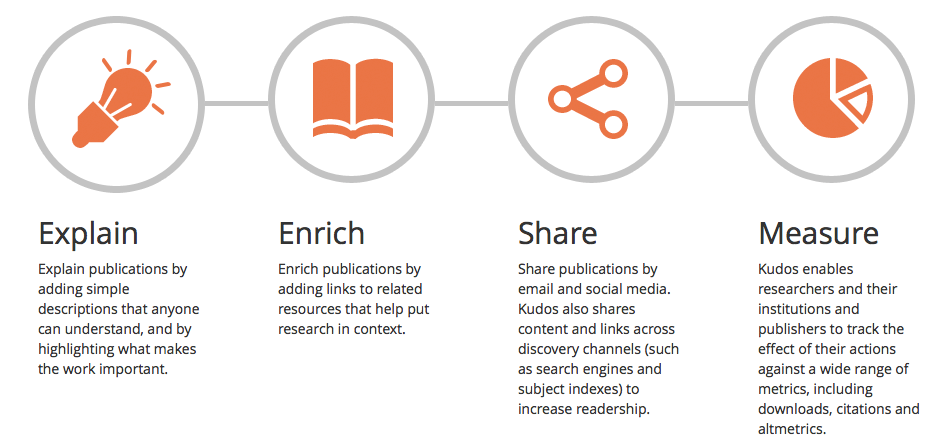 Explain
Explain publications by
adding simple
descriptions that anyone
can understand, and by
highlighting what makes
the work important.
Enrich
Enrich publications by
adding links to related
resources that help put
research in context.
Share
Share publications by
email and social media.
Kudos also shares
content and links across
discovery channels (such
as search engines and
subject indexes) to
increase readership.
Measure
Kudos enables
researchers and their
institutions and
publishers to track the
effect of their actions
against a wide range of
metrics, including
downloads, citations and
altmetrics.